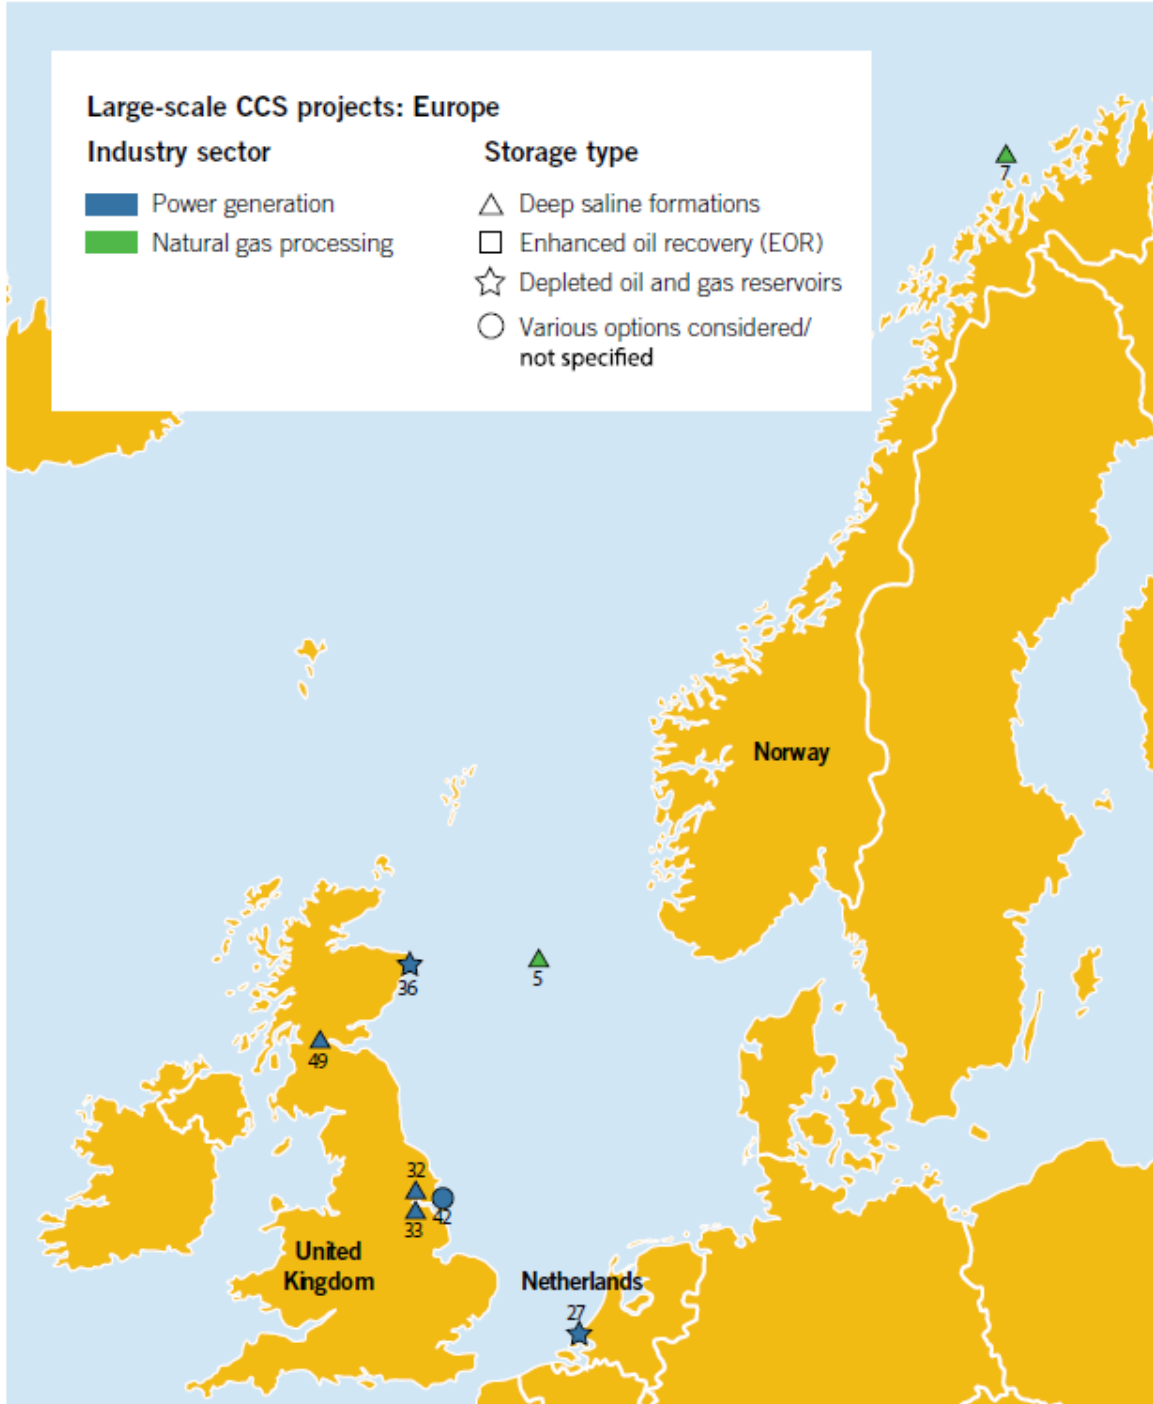 Large-scale CCS projects: Europe
Industry sector
Power generation
Natural gas processing
Storage type
Deep saline formations
Enhanced oil recovery (EOR)
Depleted oil and gas reservoirs
Various options considered/
not specified
7
Norway
36
5
49
32
42
33
United
Kingdom
Netherlands
27